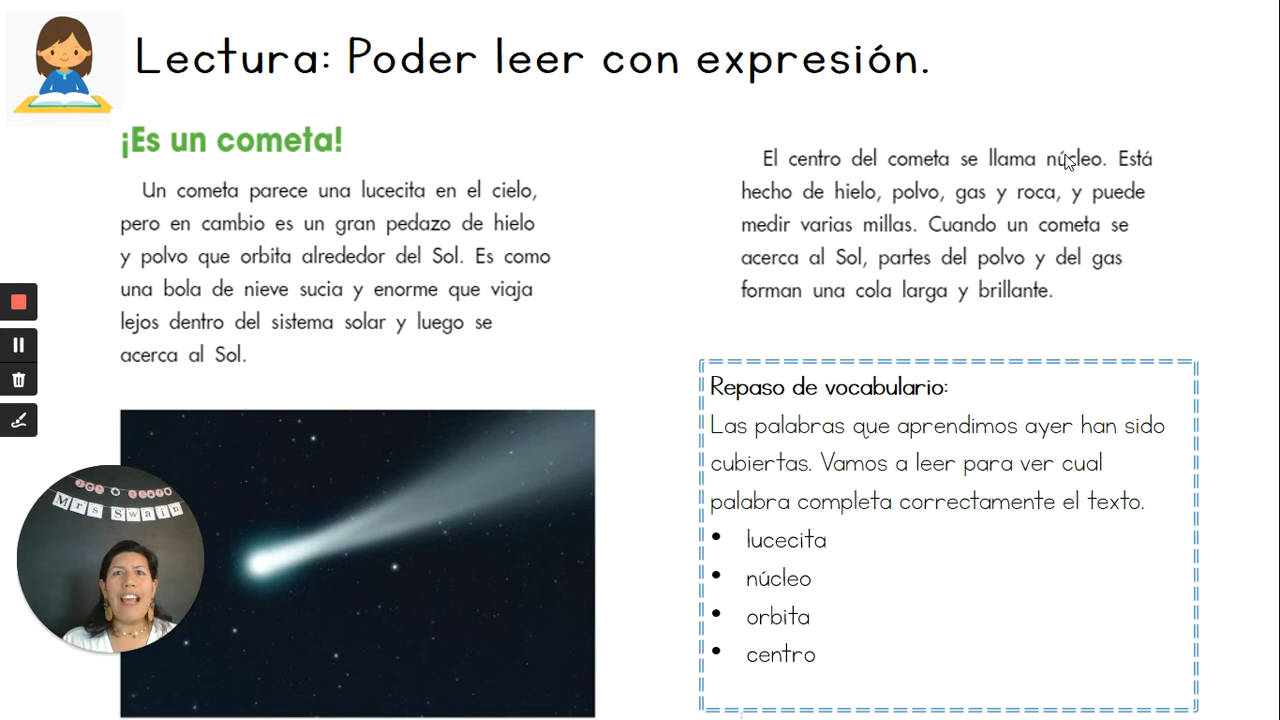 Lectura: Poder leer con expresión.
¡Es un cometa!
Un cometa parece una lucecita en el cielo,
pero en cambio es un gran pedazo de hielo
y polvo que orbita alrededor del Sol. Es como
una bola de nieve sucia y enorme que viaja
lejos dentro del sistema solar y luego se
acerca al Sol.
El centro del cometa se llama núcleo. Está
hecho de hielo, polvo, gas y roca, y puede
medir varias millas. Cuando un cometa se
acerca al Sol, partes del polvo y del gas
forman una cola larga y brillante.
Repaso de vocabulario:
Las palabras que aprendimos ayer han sido
cubiertas. Vamos a leer para ver cual
palabra completa correctamente el texto.
• lucecita
• núcleo
• orbita
• centro
Mrs Swain